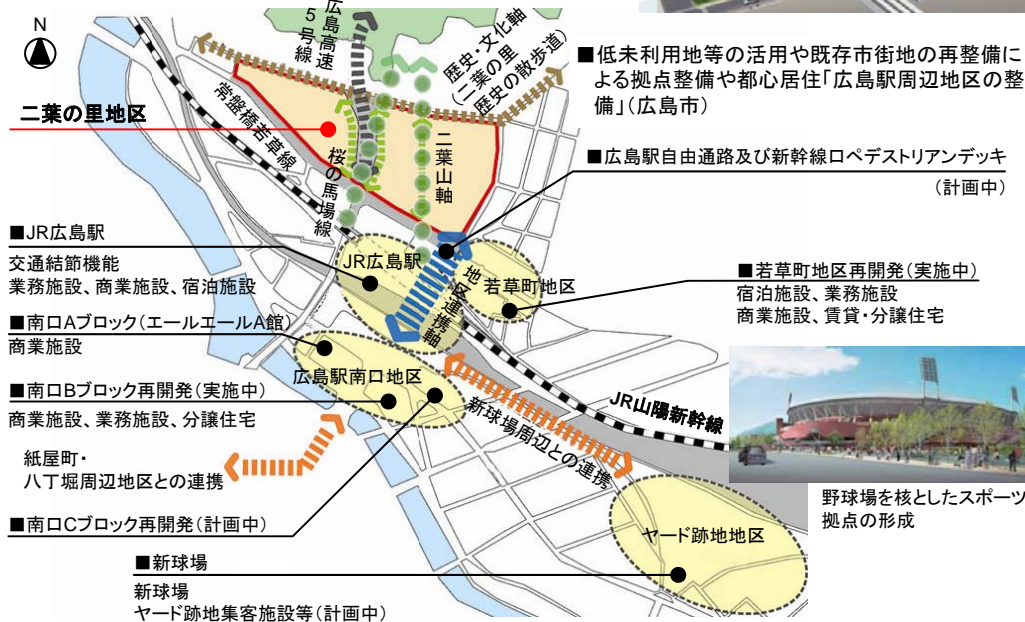 N
広島高速
5号線
歴史・文化軸
(二葉の里
歴史の散歩道)
■低未利用地等の活用や既存市街地の再整備に
よる拠点整備や都心居住「広島駅周辺地区の整
備」(広島市)
二葉の里地区
常盤橋若草線
桜の馬場線
二葉山軸
■広島駅自由通路及び新幹線口ペデストリアンデッキ
(計画中)
■JR広島駅
交通結節機能
業務施設、商業施設、宿泊施設
JR広島駅
地区連携軸
若草町地区
■若草町地区再開発(実施中)
宿泊施設、業務施設
商業施設、賃貸・分譲住宅
■南口Aブロック(エールエールA館)
商業施設
広島駅南口地区
■南口Bブロック再開発(実施中)
商業施設、業務施設、分譲住宅
JR山陽新幹線
新球場周辺との連携
紙屋町・
八丁堀周辺地区との連携
野球場を核としたスポーツ
拠点の形成
■南口Cブロック再開発(計画中)
ヤード跡地地区
■新球場
新球場
ヤード跡地集客施設等(計画中)